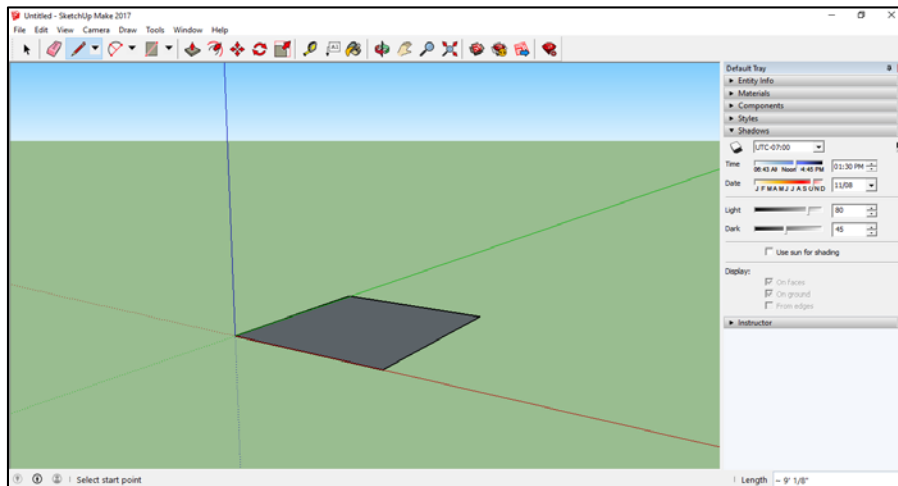 Untitled - SketchUp Make 2017
File Edit View Camera Draw Tools Window Help
Default Tray
Entity Info
Materials
Components
Styles
Shadows
UTC-07:00
Time 06:43 AM Noon 4:45 PM 01:30 PM
Date J F M A M J J A S O N D 11/08
Light 80
Dark 45
Use sun for shading
Display:
On faces
On ground
From edges
Instructor
Select start point
Length ~ 9' 1/8"